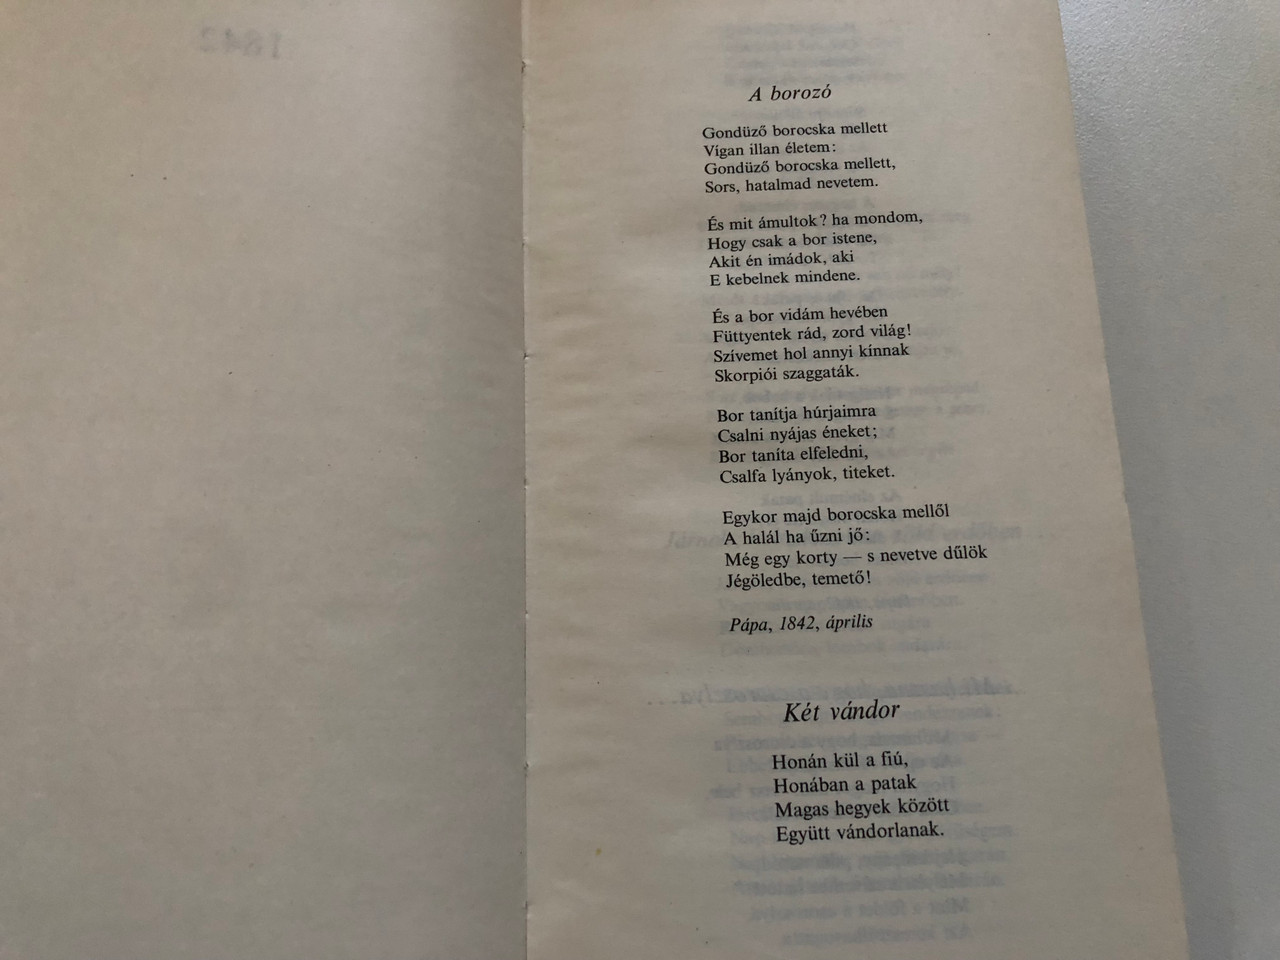 A borozó
Gondüző borocska mellett
Vígan illan életem:
Gondüző borocska mellett,
Sors, hatalmad nevetem.
És mit ámultok? ha mondom,
Hogy csak a bor istene,
Akit én imádok, aki
E kebelnek mindene.
És a bor vidám hevében
Füttyentek rád, zord világ!
Szívemet hol annyi kínnak
Skorpiói szaggaták.
Bor tanítja húrjaimra
Csalni nyájas éneket;
Bor taníta elfeledni,
Csalfa lyányok, titeket.
Egykor majd borocska mellől
A halál ha űzni jő:
Még egy korty — s nevetve dűlök
Jégöledbe, temető!
Pápa, 1842, április
Két vándor
Honán kül a fiú,
Honában a patak
Magas hegyek között
Együtt vándorlanak.